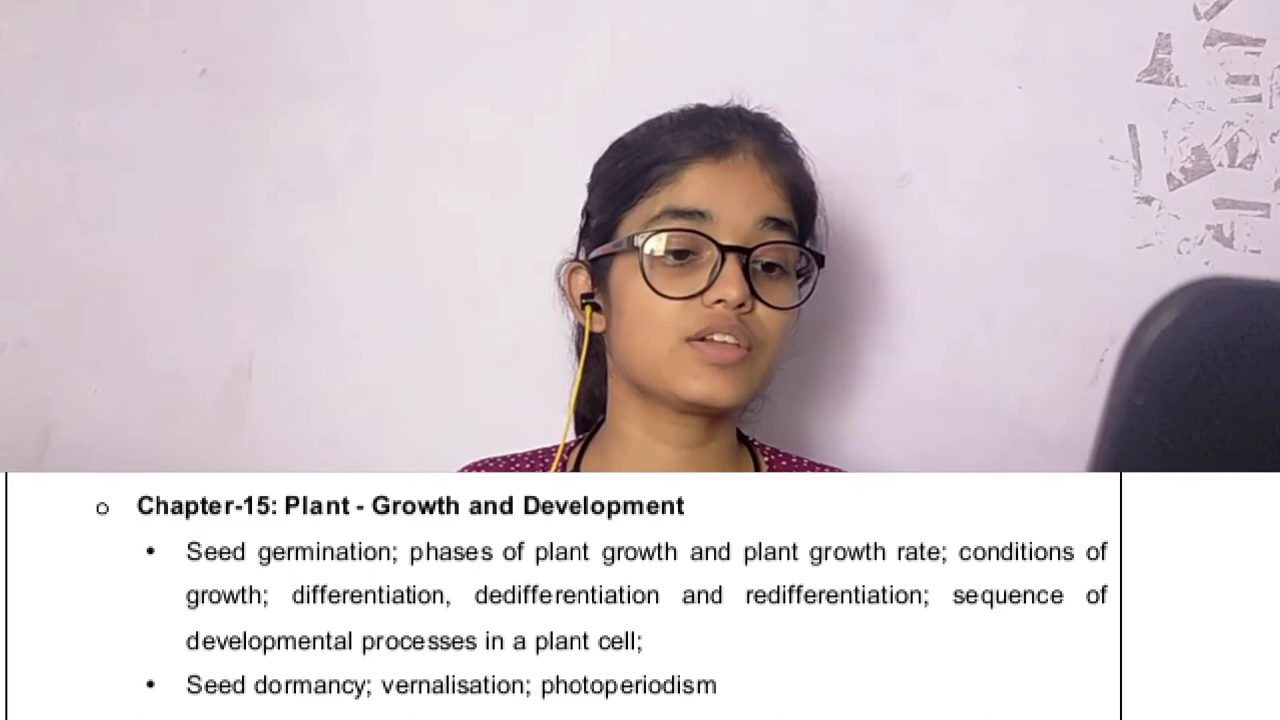 o Chapter-15: Plant - Growth and Development
• Seed germination; phases of plant growth and plant growth rate; conditions of
growth; differentiation, dedifferentiation and redifferentiation; sequence of
developmental processes in a plant cell;
• Seed dormancy; vernalisation; photoperiodism